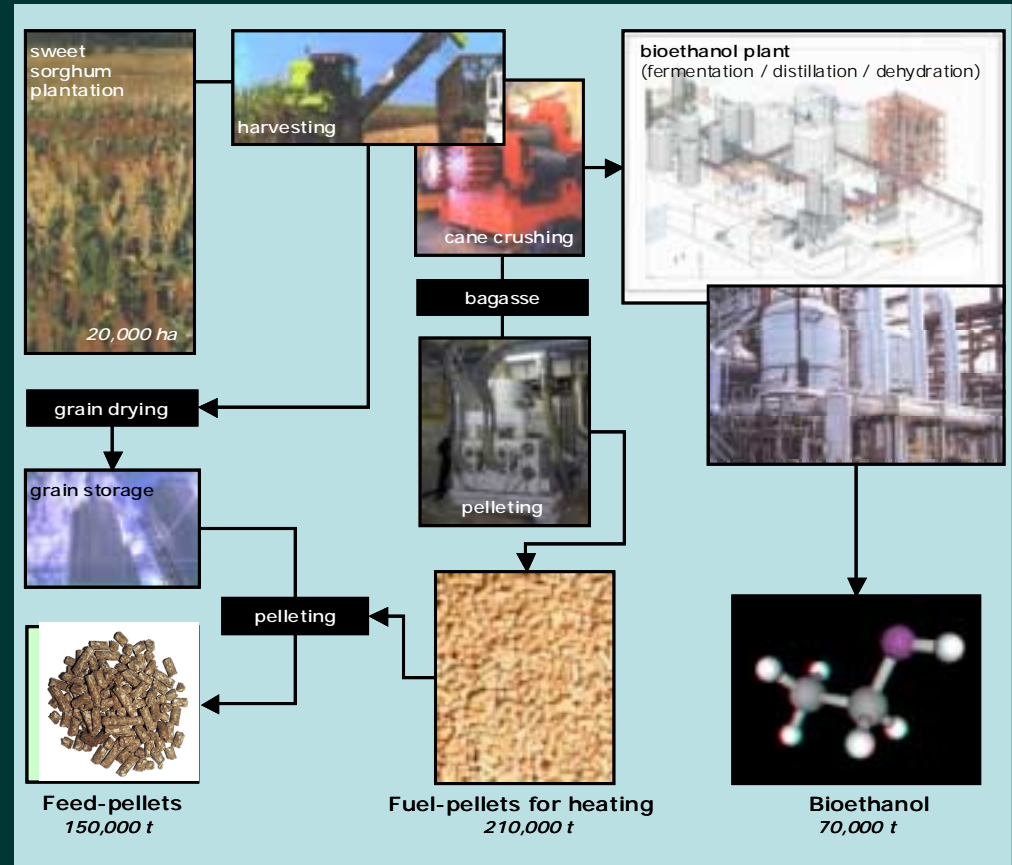 sweet
sorghum
plantation
20,000 ha
harvesting
cane crushing
bioethanol plant
(fermentation / distillation / dehydration)
bagasse
grain drying
grain storage
pelleting
pelleting
Feed-pellets
150,000 t
Fuel-pellets for heating
210,000 t
Bioethanol
70,000 t